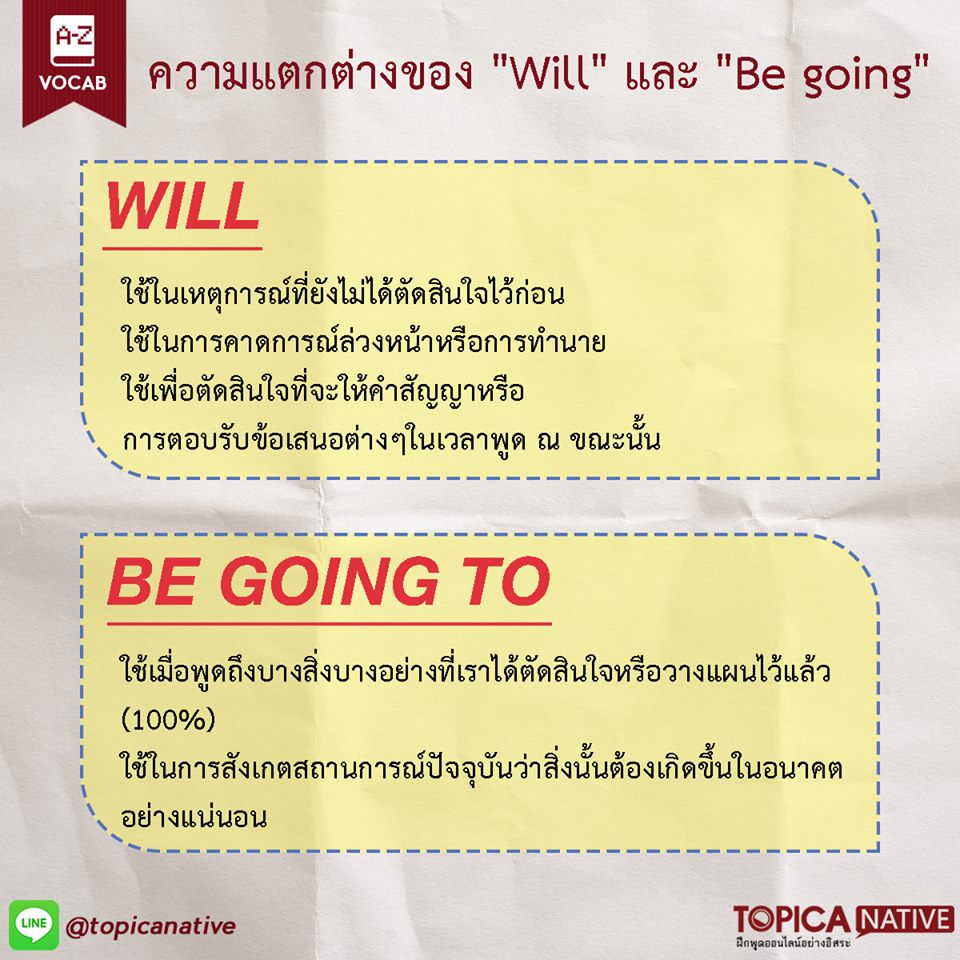 A-Z
VOCAB
ความแตกต่างของ "Will" และ "Be going"
WILL
ใช้ในเหตุการณ์ที่ยังไม่ได้ตัดสินใจไว้ก่อน
ใช้ในการคาดการณ์ล่วงหน้าหรือการทำนาย
ใช้เพื่อตัดสินใจที่จะให้คำสัญญาหรือ
การตอบรับข้อเสนอต่างๆในเวลาพูด ณ ขณะนั้น
BE GOING TO
ใช้เมื่อพูดถึงบางสิ่งบางอย่างที่เราได้ตัดสินใจหรือวางแผนไว้แล้ว
(100%)
ใช้ในการสังเกตสถานการณ์ปัจจุบันว่าสิ่งนั้นต้องเกิดขึ้นในอนาคต
อย่างแน่นอน
LINE @topicanative
TOPICA NATIVE
ฝึกพูดออนไลน์อย่างอิสระ